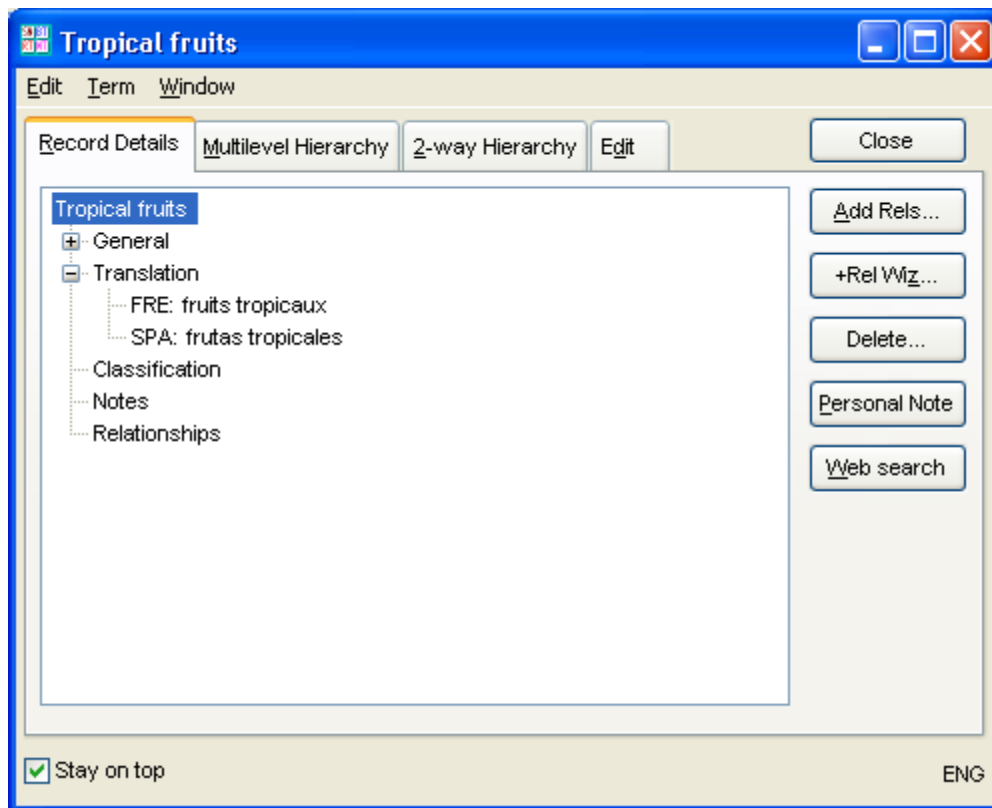 Tropical fruits
Edit Term Window
Record Details Multilevel Hierarchy 2-way Hierarchy Edit Close
Tropical fruits
General
Translation
FRE: fruits tropicaux
SPA: frutas tropicales
Classification
Notes
Relationships
Add Rels...
+Rel Wiz...
Delete...
Personal Note
Web search
Stay on top
ENG